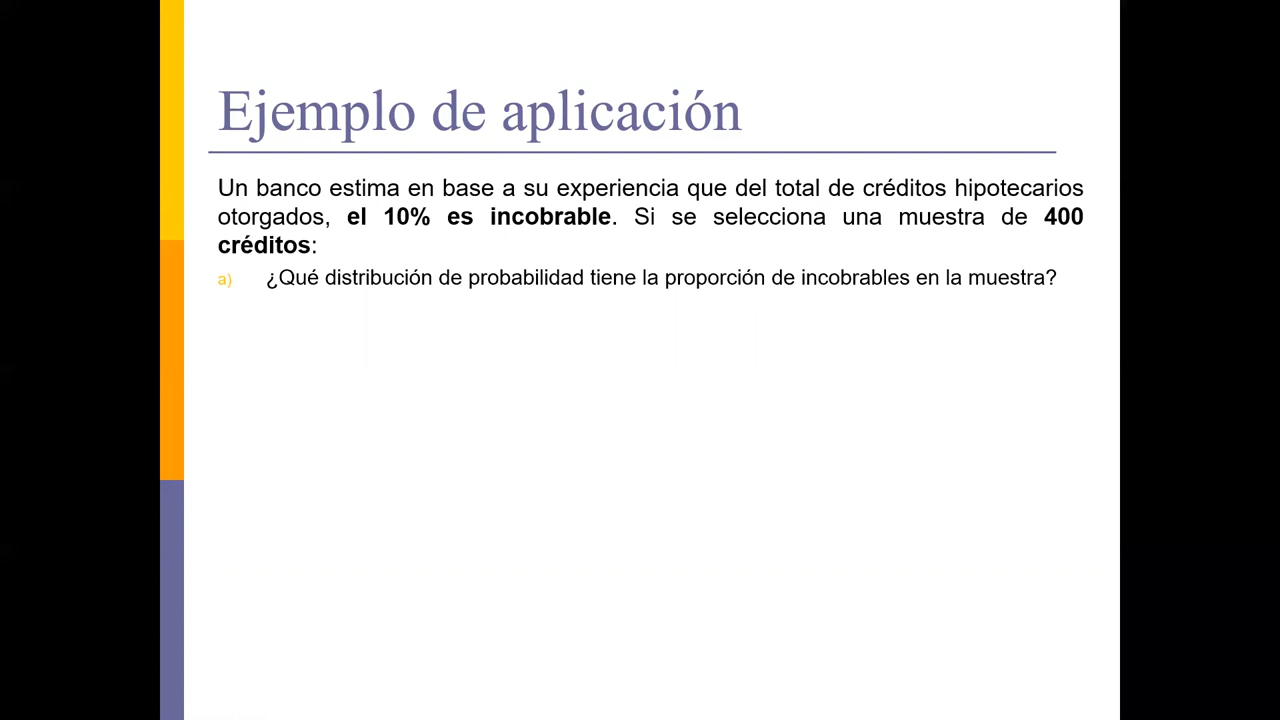 Ejemplo de aplicación
Un banco estima en base a su experiencia que del total de créditos hipotecarios
otorgados, el 10% es incobrable. Si se selecciona una muestra de 400
créditos:
a) ¿Qué distribución de probabilidad tiene la proporción de incobrables en la muestra?